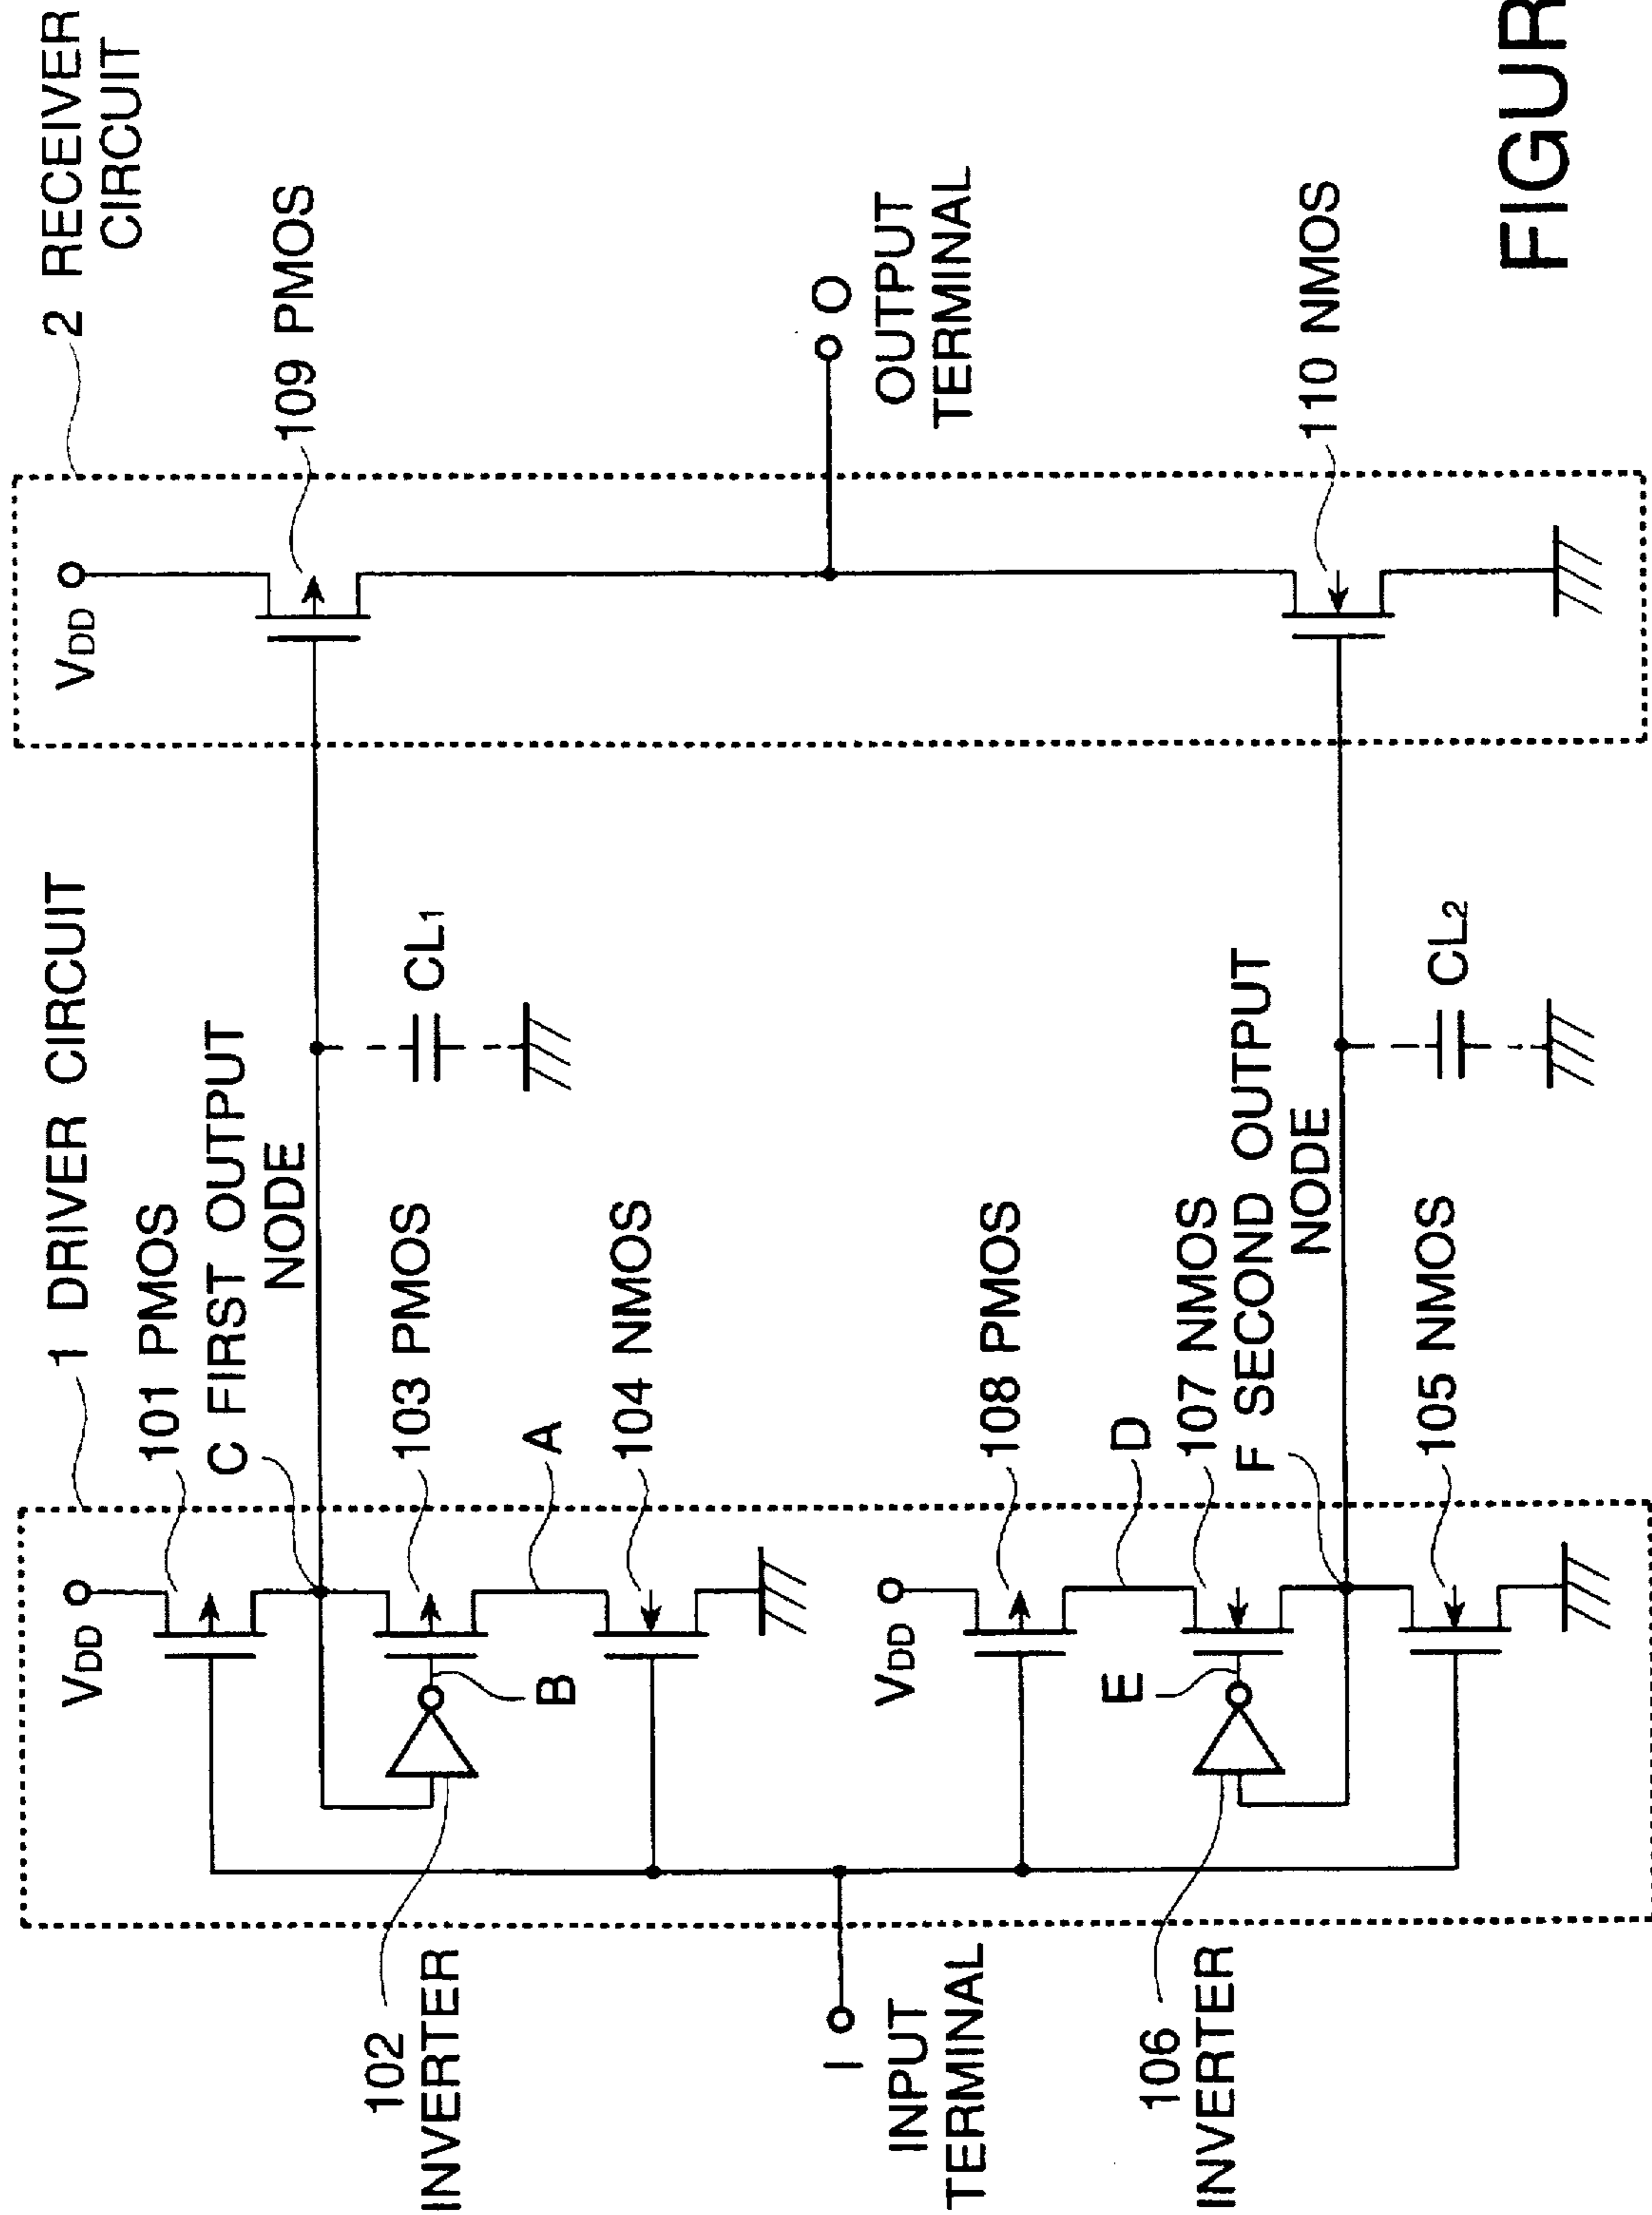 1 DRIVER CIRCUIT
2 RECEIVER
CIRCUIT
VDD
101 PMOS
C FIRST OUTPUT
NODE
VDD
109 PMOS
102
INVERTER
B
103 PMOS
A
104 NMOS
CL1
I
INPUT
TERMINAL
O
OUTPUT
TERMINAL
VDD
108 PMOS
D
106
INVERTER
E
107 NMOS
F SECOND OUTPUT
NODE
110 NMOS
105 NMOS
CL2
FIGUR